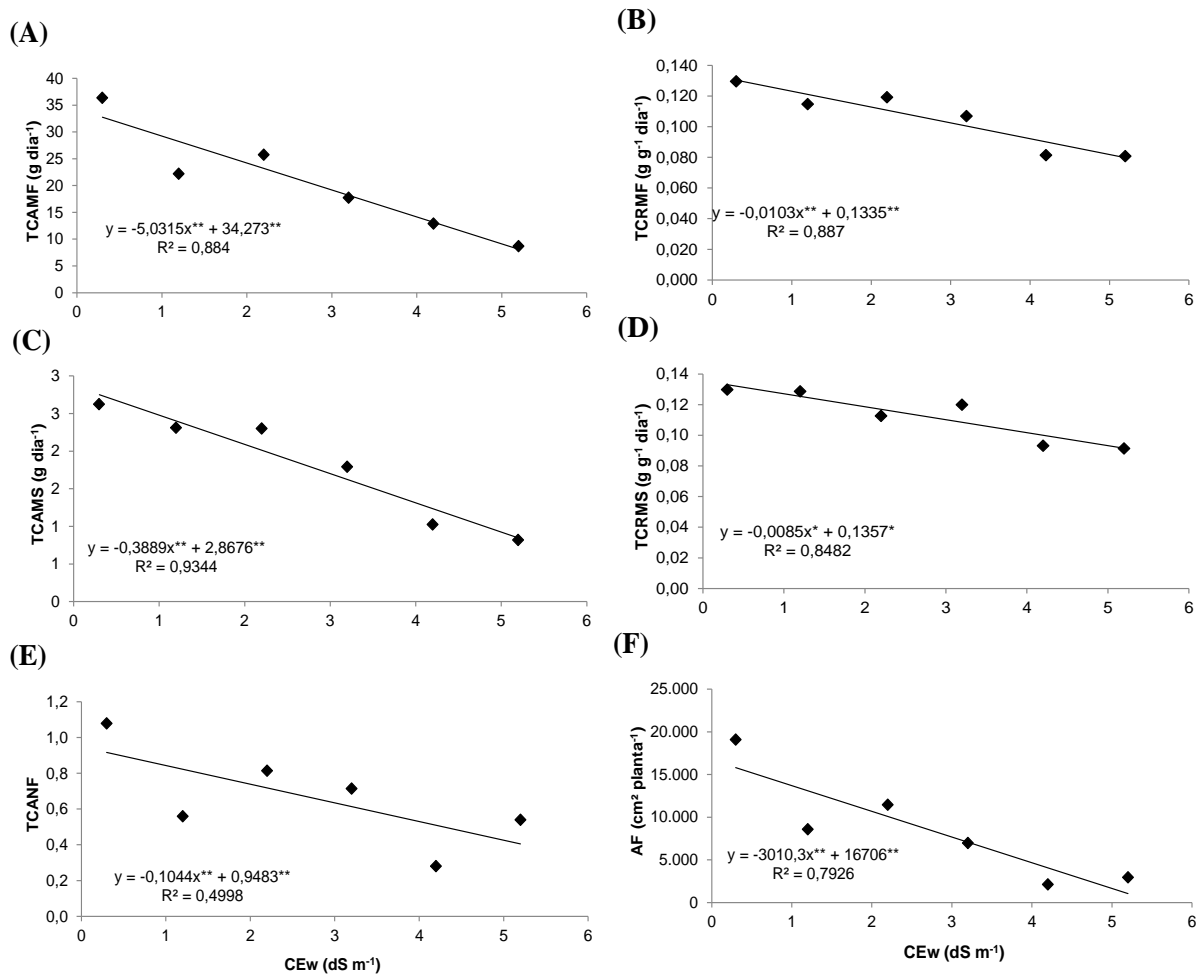 (A)
TCAMF (g dia⁻¹)
40
35
30
25
20
15
10
5
0
y = -5,0315x** + 34,273**
R² = 0,884
0 1 2 3 4 5 6
(B)
TCRMF (g g⁻¹ dia⁻¹)
0,140
0,120
0,100
0,080
0,060
0,040
0,020
0,000
y = -0,0103x** + 0,1335**
R² = 0,887
0 1 2 3 4 5 6
(C)
TCAMS (g dia⁻¹)
3
3
2
2
1
1
0
y = -0,3889x** + 2,8676**
R² = 0,9344
0 1 2 3 4 5 6
(D)
TCRMS (g g⁻¹ dia⁻¹)
0,14
0,12
0,10
0,08
0,06
0,04
0,02
0,00
y = -0,0085x* + 0,1357*
R² = 0,8482
0 1 2 3 4 5 6
(E)
TCANF
1,2
1,0
0,8
0,6
0,4
0,2
0,0
y = -0,1044x** + 0,9483**
R² = 0,4998
0 1 2 3 4 5 6
CEw (dS m⁻¹)
(F)
AF (cm² planta⁻¹)
25.000
20.000
15.000
10.000
5.000
0
y = -3010,3x** + 16706**
R² = 0,7926
0 1 2 3 4 5 6
CEw (dS m⁻¹)